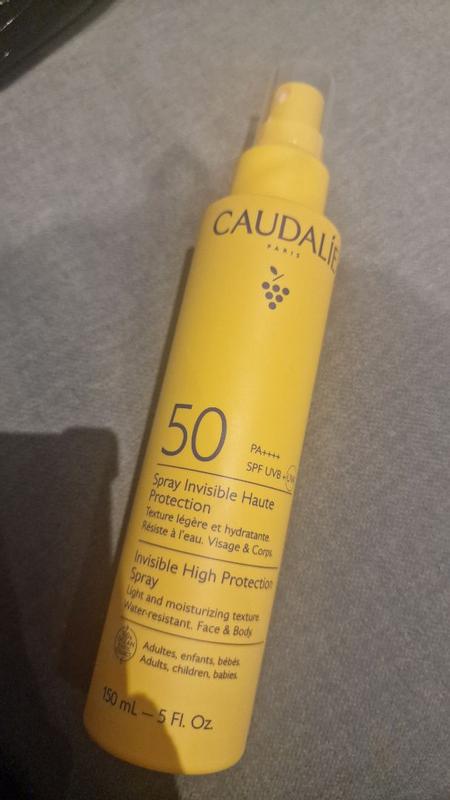 CAUDALIE
PARIS
50
PA++++
SPF UVB + UVA
Spray Invisible Haute
Protection
Texture légère et hydratante.
Résiste à l'eau. Visage & Corps.
Invisible High Protection
Spray
Light and moisturizing texture.
Water-resistant. Face & Body.
Adultes, enfants, bébés.
Adults, children, babies.
150 mL – 5 Fl. Oz.